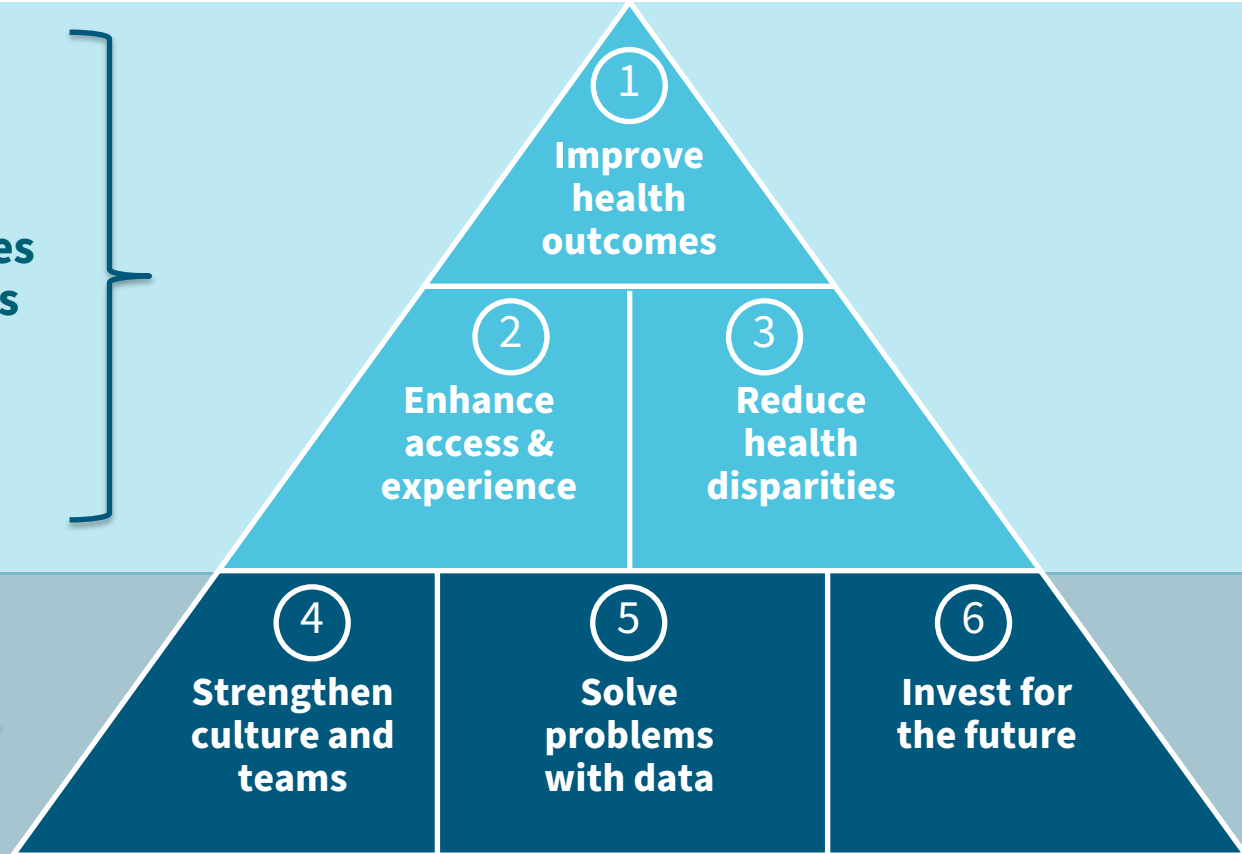 1
Improve
health
outcomes
es
s
2
Enhance
access &
experience
3
Reduce
health
disparities
4
Strengthen
culture and
teams
5
Solve
problems
with data
6
Invest for
the future